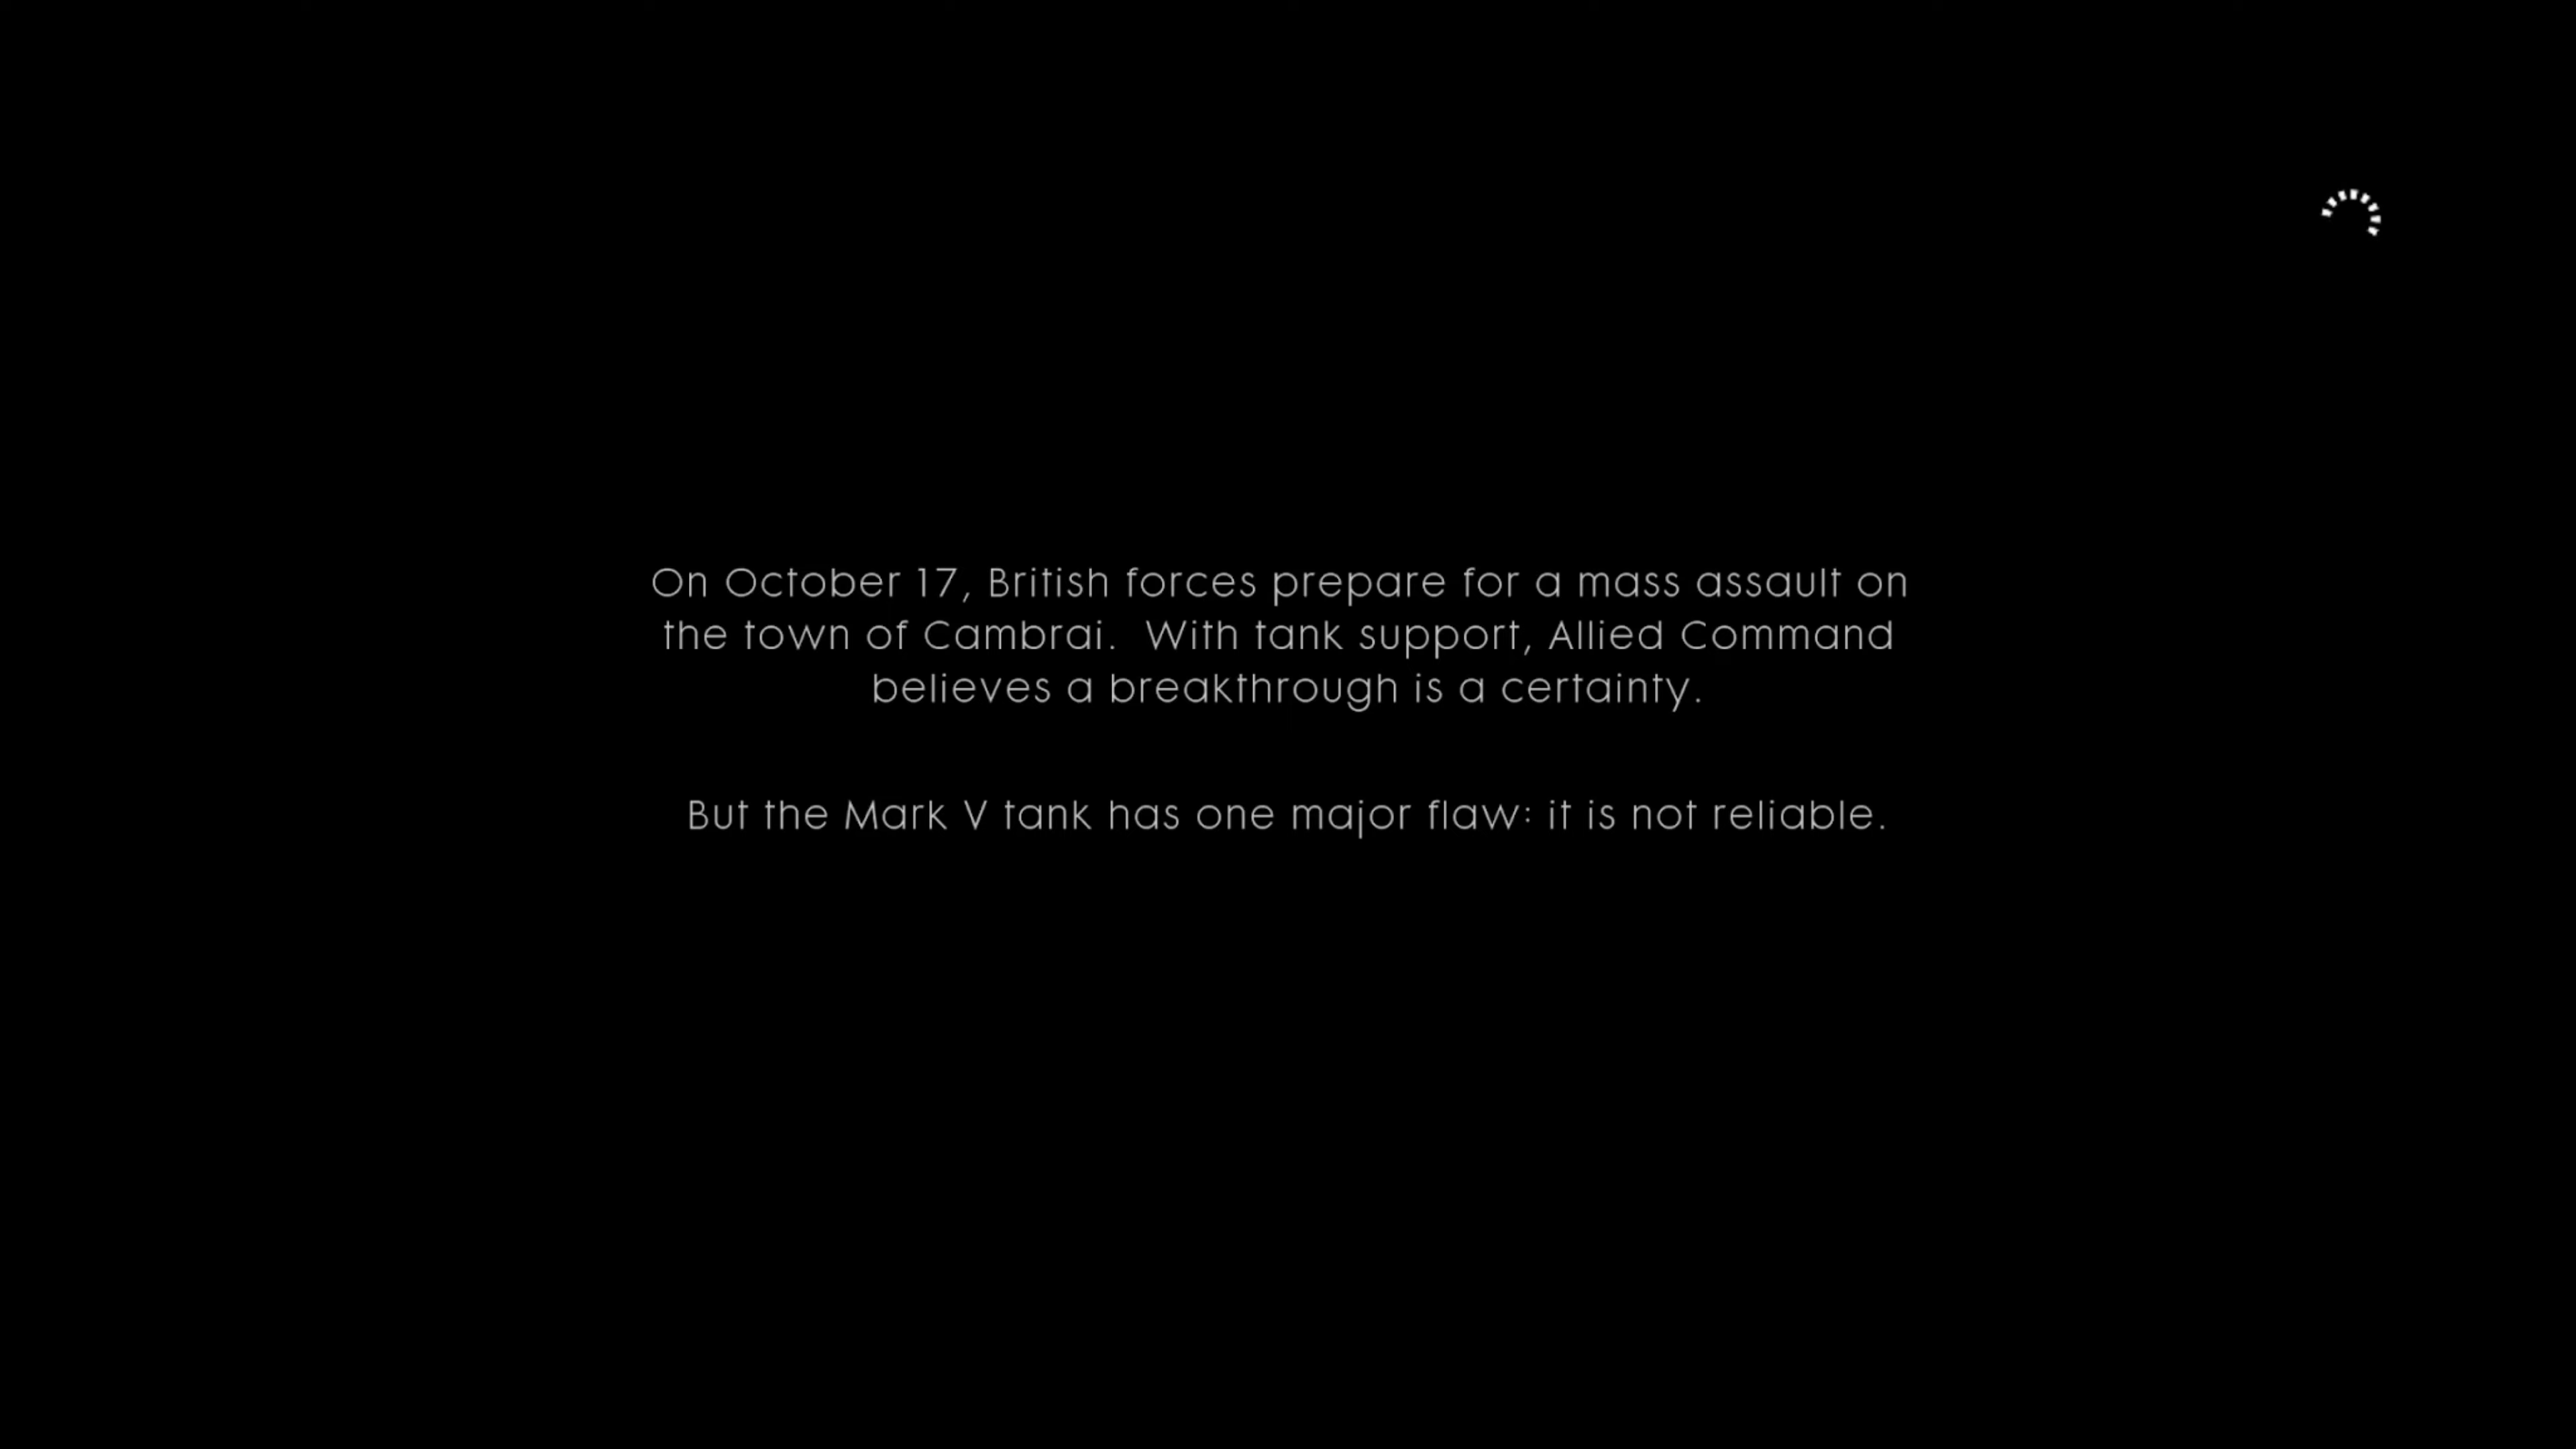 On October 17, British forces prepare for a mass assault on
the town of Cambrai.  With tank support, Allied Command
believes a breakthrough is a certainty.
But the Mark V tank has one major flaw: it is not reliable.